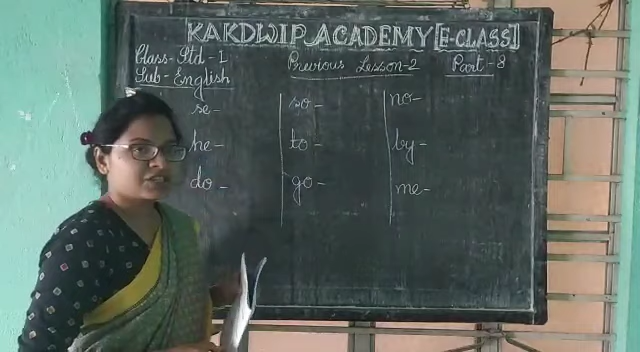 KAKDWIP ACADEMY [E-CLASS]
Class-Std-1
Sub-English
Previous Lesson-2
Part-8
se-
he-
do-
so-
to-
go-
no-
by-
me-